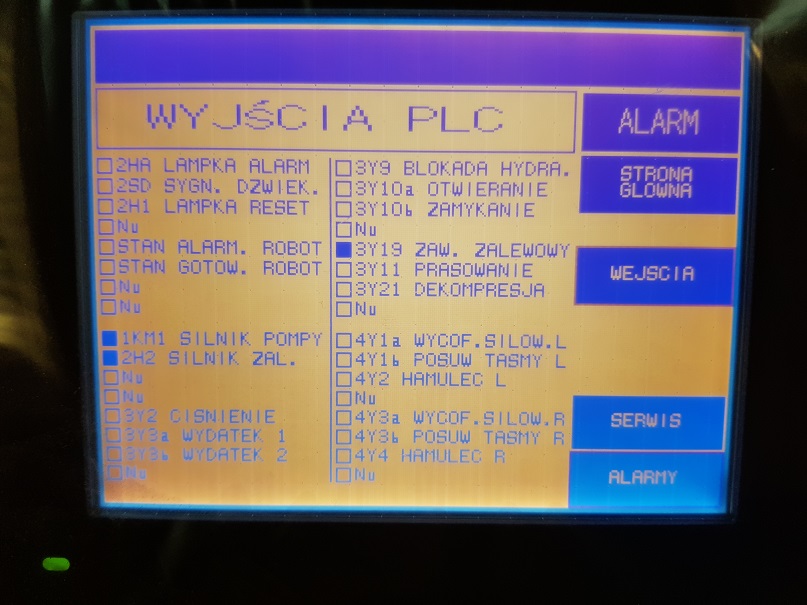 WYJŚCIA PLC
ALARM
2HA LAMPKA ALARM
2SD SYGN. DZWIEK.
2H1 LAMPKA RESET
Nu
STAN ALARM. ROBOT
STAN GOTOW. ROBOT
Nu
Nu
1KM1 SILNIK POMPY
2H2 SILNIK ZAL.
Nu
Nu
3Y2 CISNIENIE
3Y3a WYDATEK 1
3Y3b WYDATEK 2
Nu
3Y9 BLOKADA HYDRA.
3Y10a OTWIERANIE
3Y10b ZAMYKANIE
Nu
3Y19 ZAW. ZALEWOWY
3Y11 PRASOWANIE
3Y21 DEKOMPRESJA
Nu
4Y1a WYCOF.SILOW.L
4Y1b POSUW TASMY L
4Y2 HAMULEC L
Nu
4Y3a WYCOF.SILOW.R
4Y3b POSUW TASMY R
4Y4 HAMULEC R
Nu
STRONA
GLOWNA
WEJSCIA
SERWIS
ALARMY